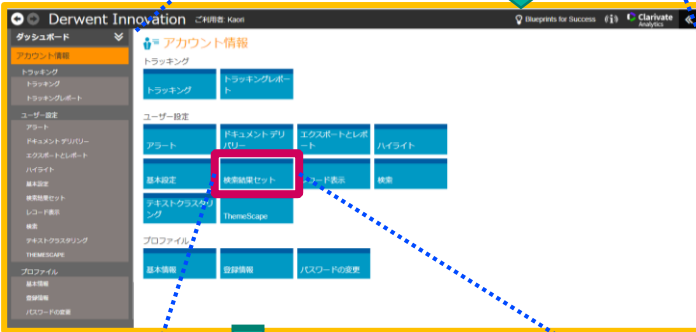 Derwent Innovation ご利用者: Kaori
Blueprints for Success
Clarivate
Analytics
ダッシュボード
アカウント情報
トラッキング
トラッキング
トラッキングレポート
ユーザー設定
アラート
ドキュメントデリバリー
エクスポートとレポート
ハイライト
基本設定
検索結果セット
レコード表示
検索
テキストクラスタリング
THEMESCAPE
プロファイル
基本情報
登録情報
パスワードの変更
アカウント情報
トラッキング
トラッキング
トラッキングレポー
ト
ユーザー設定
アラート
ドキュメント デリ
バリー
エクスポートとレポ
ート
ハイライト
基本設定
検索結果セット
レコード表示
検索
テキストクラスタリ
ング
ThemeScape
プロファイル
基本情報
登録情報
パスワードの変更